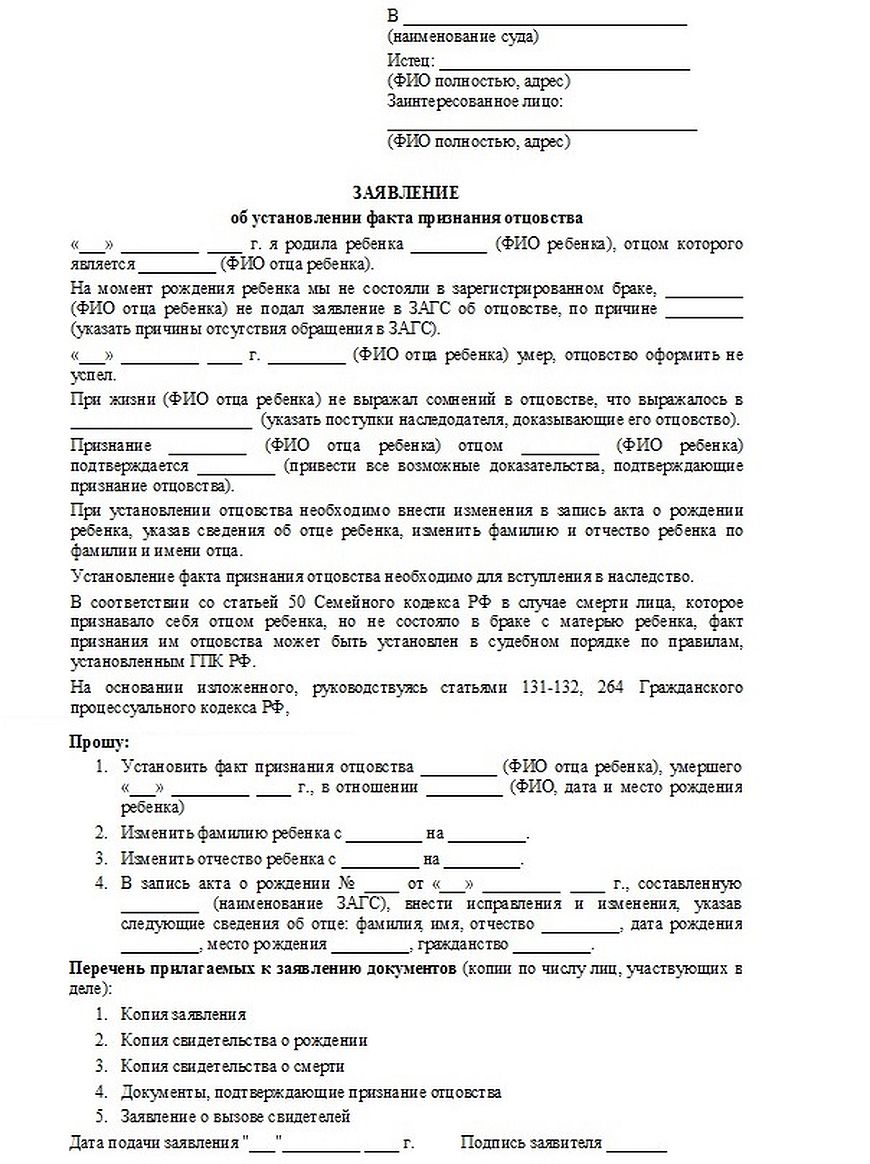 В ______________________________
(наименование суда)
Истец: ___________________________
(ФИО полностью, адрес)
Заинтересованное лицо:
_________________________________
(ФИО полностью, адрес)
ЗАЯВЛЕНИЕ
об установлении факта признания отцовства
«___» _________ ____ г. я родила ребенка _________ (ФИО ребенка), отцом которого
является _________ (ФИО отца ребенка).
На момент рождения ребенка мы не состояли в зарегистрированном браке, _________
(ФИО отца ребенка) не подал заявление в ЗАГС об отцовстве, по причине _________
(указать причины отсутствия обращения в ЗАГС).
«___» _________ ____ г. _________ (ФИО отца ребенка) умер, отцовство оформить не
успел.
При жизни (ФИО отца ребенка) не выражал сомнений в отцовстве, что выражалось в
_____________________ (указать поступки наследодателя, доказывающие его отцовство).
Признание _________ (ФИО отца ребенка) отцом _________ (ФИО ребенка)
подтверждается _________ (привести все возможные доказательства, подтверждающие
признание отцовства).
При установлении отцовства необходимо внести изменения в запись акта о рождении
ребенка, указав сведения об отце ребенка, изменить фамилию и отчество ребенка по
фамилии и имени отца.
Установление факта признания отцовства необходимо для вступления в наследство.
В соответствии со статьей 50 Семейного кодекса РФ в случае смерти лица, которое
признавало себя отцом ребенка, но не состояло в браке с матерью ребенка, факт
признания им отцовства может быть установлен в судебном порядке по правилам,
установленным ГПК РФ.
На основании изложенного, руководствуясь статьями 131-132, 264 Гражданского
процессуального кодекса РФ,
Прошу:
1. Установить факт признания отцовства _________ (ФИО отца ребенка), умершего
«___» _________ ____ г., в отношении _________ (ФИО, дата и место рождения
ребенка)
2. Изменить фамилию ребенка с _________ на _________.
3. Изменить отчество ребенка с _________ на _________.
4. В запись акта о рождении № ____ от «___» _________ ____ г., составленную
_________ (наименование ЗАГС), внести исправления и изменения, указав
следующие сведения об отце: фамилия, имя, отчество _________, дата рождения
_________, место рождения _________, гражданство _________.
Перечень прилагаемых к заявлению документов (копии по числу лиц, участвующих в
деле):
1. Копия заявления
2. Копия свидетельства о рождении
3. Копия свидетельства о смерти
4. Документы, подтверждающие признание отцовства
5. Заявление о вызове свидетелей
Дата подачи заявления "___"_________ ____ г. Подпись заявителя _______